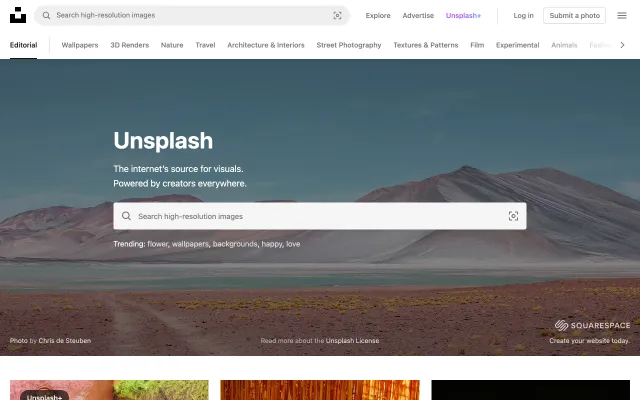 Search high-resolution images
Explore
Advertise
Unsplash+
Log in
Submit a photo
Editorial
Wallpapers
3D Renders
Nature
Travel
Architecture & Interiors
Street Photography
Textures & Patterns
Film
Experimental
Animals
Fashion
Unsplash
The internet's source for visuals.
Powered by creators everywhere.
Search high-resolution images
Trending: flower, wallpapers, backgrounds, happy, love
SQUARESPACE
Photo by Chris de Steuben
Read more about the Unsplash License
Create your website today.
Unsplash+